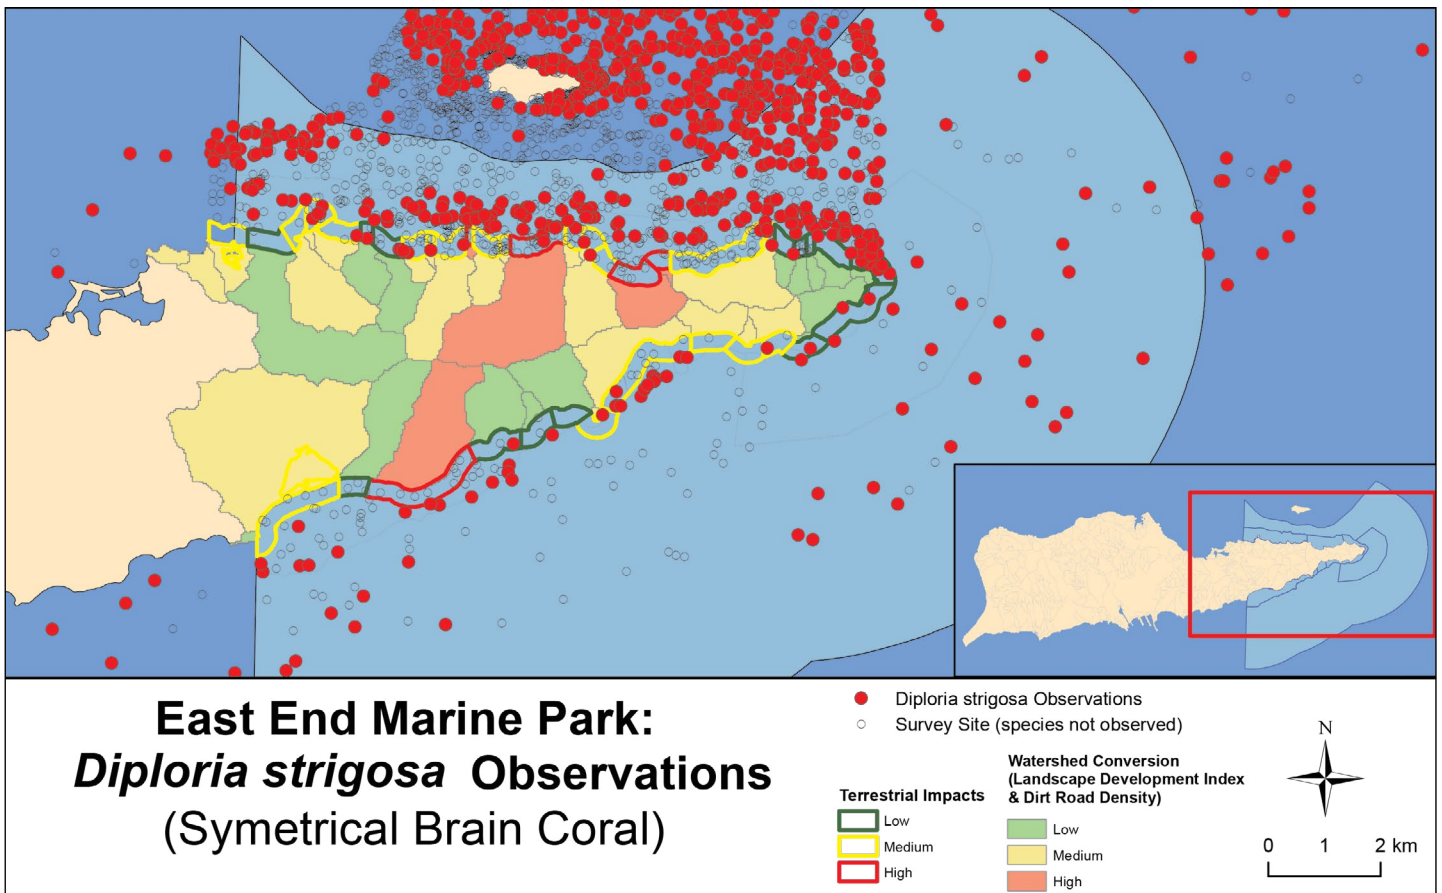 East End Marine Park:
Diploria strigosa Observations
(Symetrical Brain Coral)
Diploria strigosa Observations
Survey Site (species not observed)
Terrestrial Impacts
Low
Medium
High
Watershed Conversion
(Landscape Development Index
& Dirt Road Density)
Low
Medium
High
N
0 1 2 km